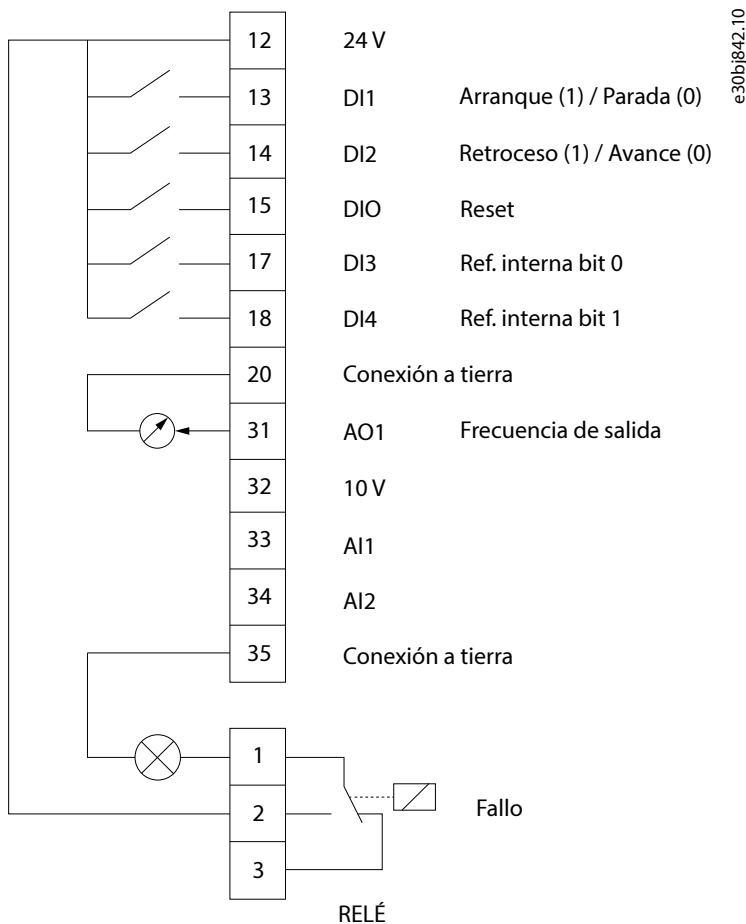 e30bj842.10
12 24 V
13 DI1 Arranque (1) / Parada (0)
14 DI2 Retroceso (1) / Avance (0)
15 DIO Reset
17 DI3 Ref. interna bit 0
18 DI4 Ref. interna bit 1
20 Conexión a tierra
31 AO1 Frecuencia de salida
32 10 V
33 AI1
34 AI2
35 Conexión a tierra
1
2 Fallo
3
RELÉ